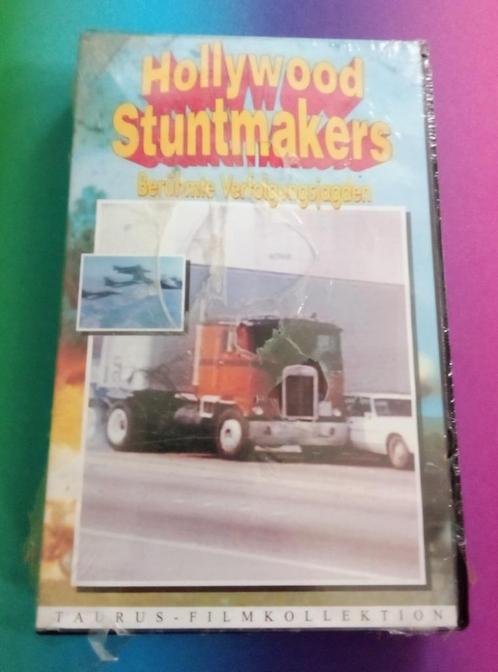 Hollywood
Stuntmakers
Berühmte Verfolgungsjagden
TAURUS-FILMKOLLEKTION